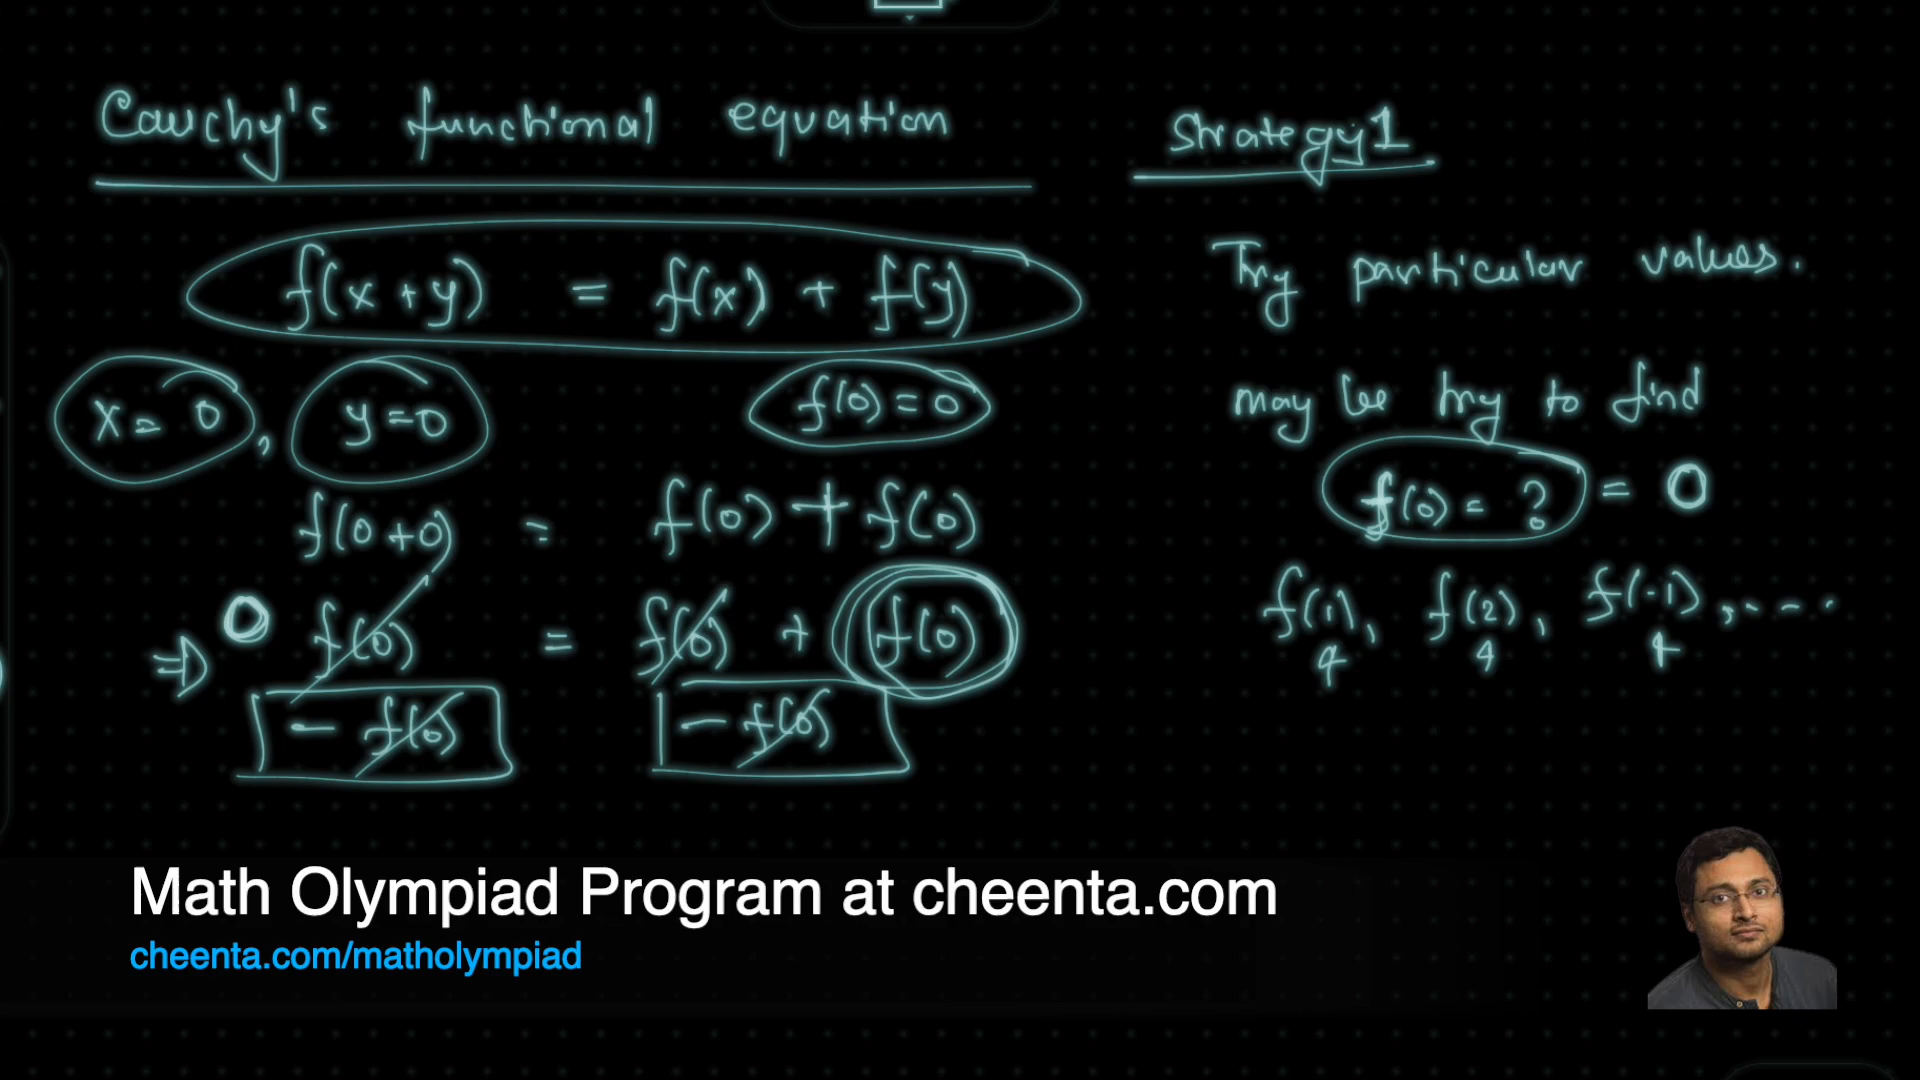 Cauchy's functional equation
f(x + y) = f(x) + f(y)
x = 0, y = 0
f(0) = 0
f(0 + 0) = f(0) + f(0)
⇒ 0 f(0) = f(0) + f(0)
- f(0) - f(0)
Strategy 1
Try particular values.
may be try to find
f(0) = ? = 0
f(1), f(2), f(-1), ....
Math Olympiad Program at cheenta.com
cheenta.com/matholympiad